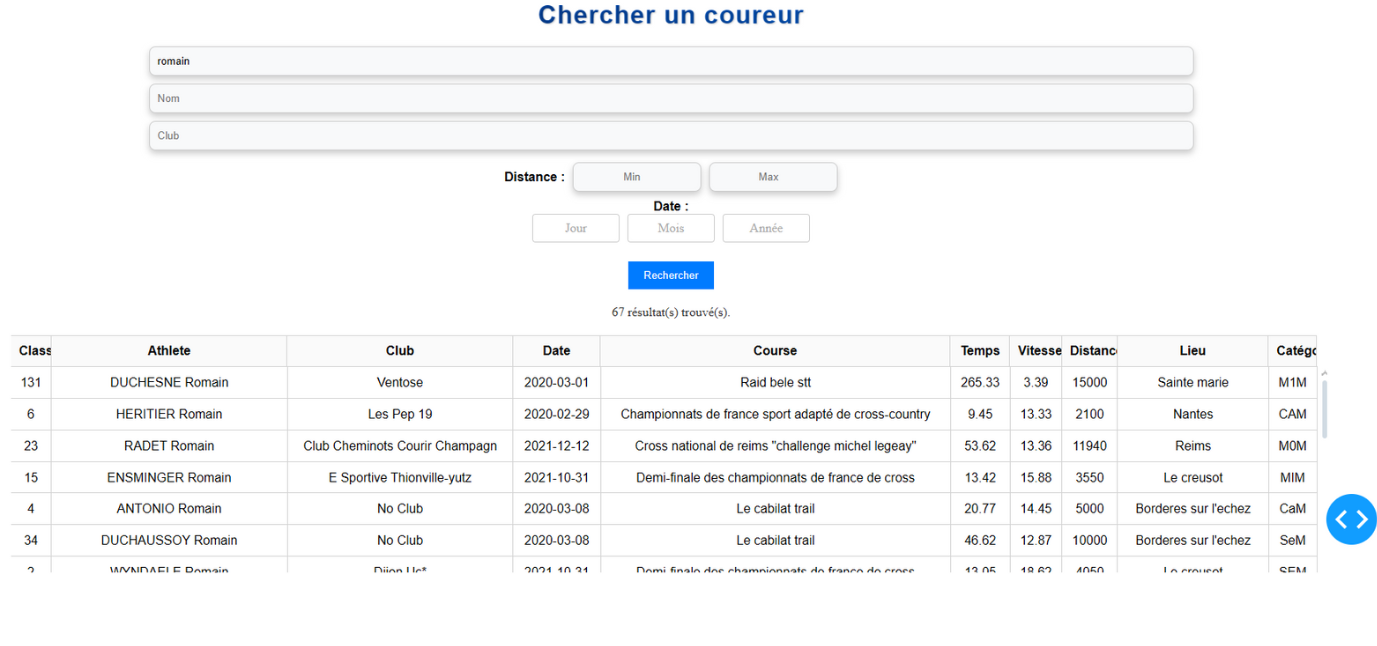 Chercher un coureur
romain
Nom
Club
Distance : Min Max
Date :
Jour Mois Année
Rechercher
67 résultat(s) trouvé(s).
Class Athlete Club Date Course Temps Vitesse Distanc Lieu Catégo
131 DUCHESNE Romain Ventose 2020-03-01 Raid bele stt 265.33 3.39 15000 Sainte marie M1M
6 HERITIER Romain Les Pep 19 2020-02-29 Championnats de france sport adapté de cross-country 9.45 13.33 2100 Nantes CAM
23 RADET Romain Club Cheminots Courir Champagn 2021-12-12 Cross national de reims "challenge michel legeay" 53.62 13.36 11940 Reims M0M
15 ENSMINGER Romain E Sportive Thionville-yutz 2021-10-31 Demi-finale des championnats de france de cross 13.42 15.88 3550 Le creusot MIM
4 ANTONIO Romain No Club 2020-03-08 Le cabilat trail 20.77 14.45 5000 Borderes sur l'echez CaM
34 DUCHAUSSOY Romain No Club 2020-03-08 Le cabilat trail 46.62 12.87 10000 Borderes sur l'echez SeM
2 WYNDAELE Romain Dijon Uc* 2021-10-31 Demi-finale des championnats de france de cross 13.05 18.62 4050 Le creusot SEM